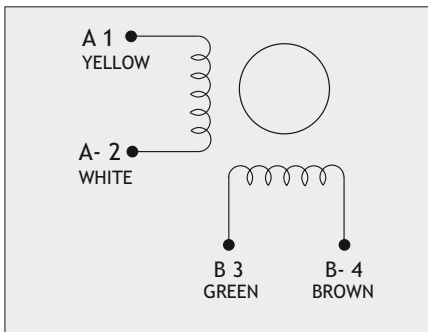 A 1
YELLOW
A- 2
WHITE
B 3
GREEN
B- 4
BROWN